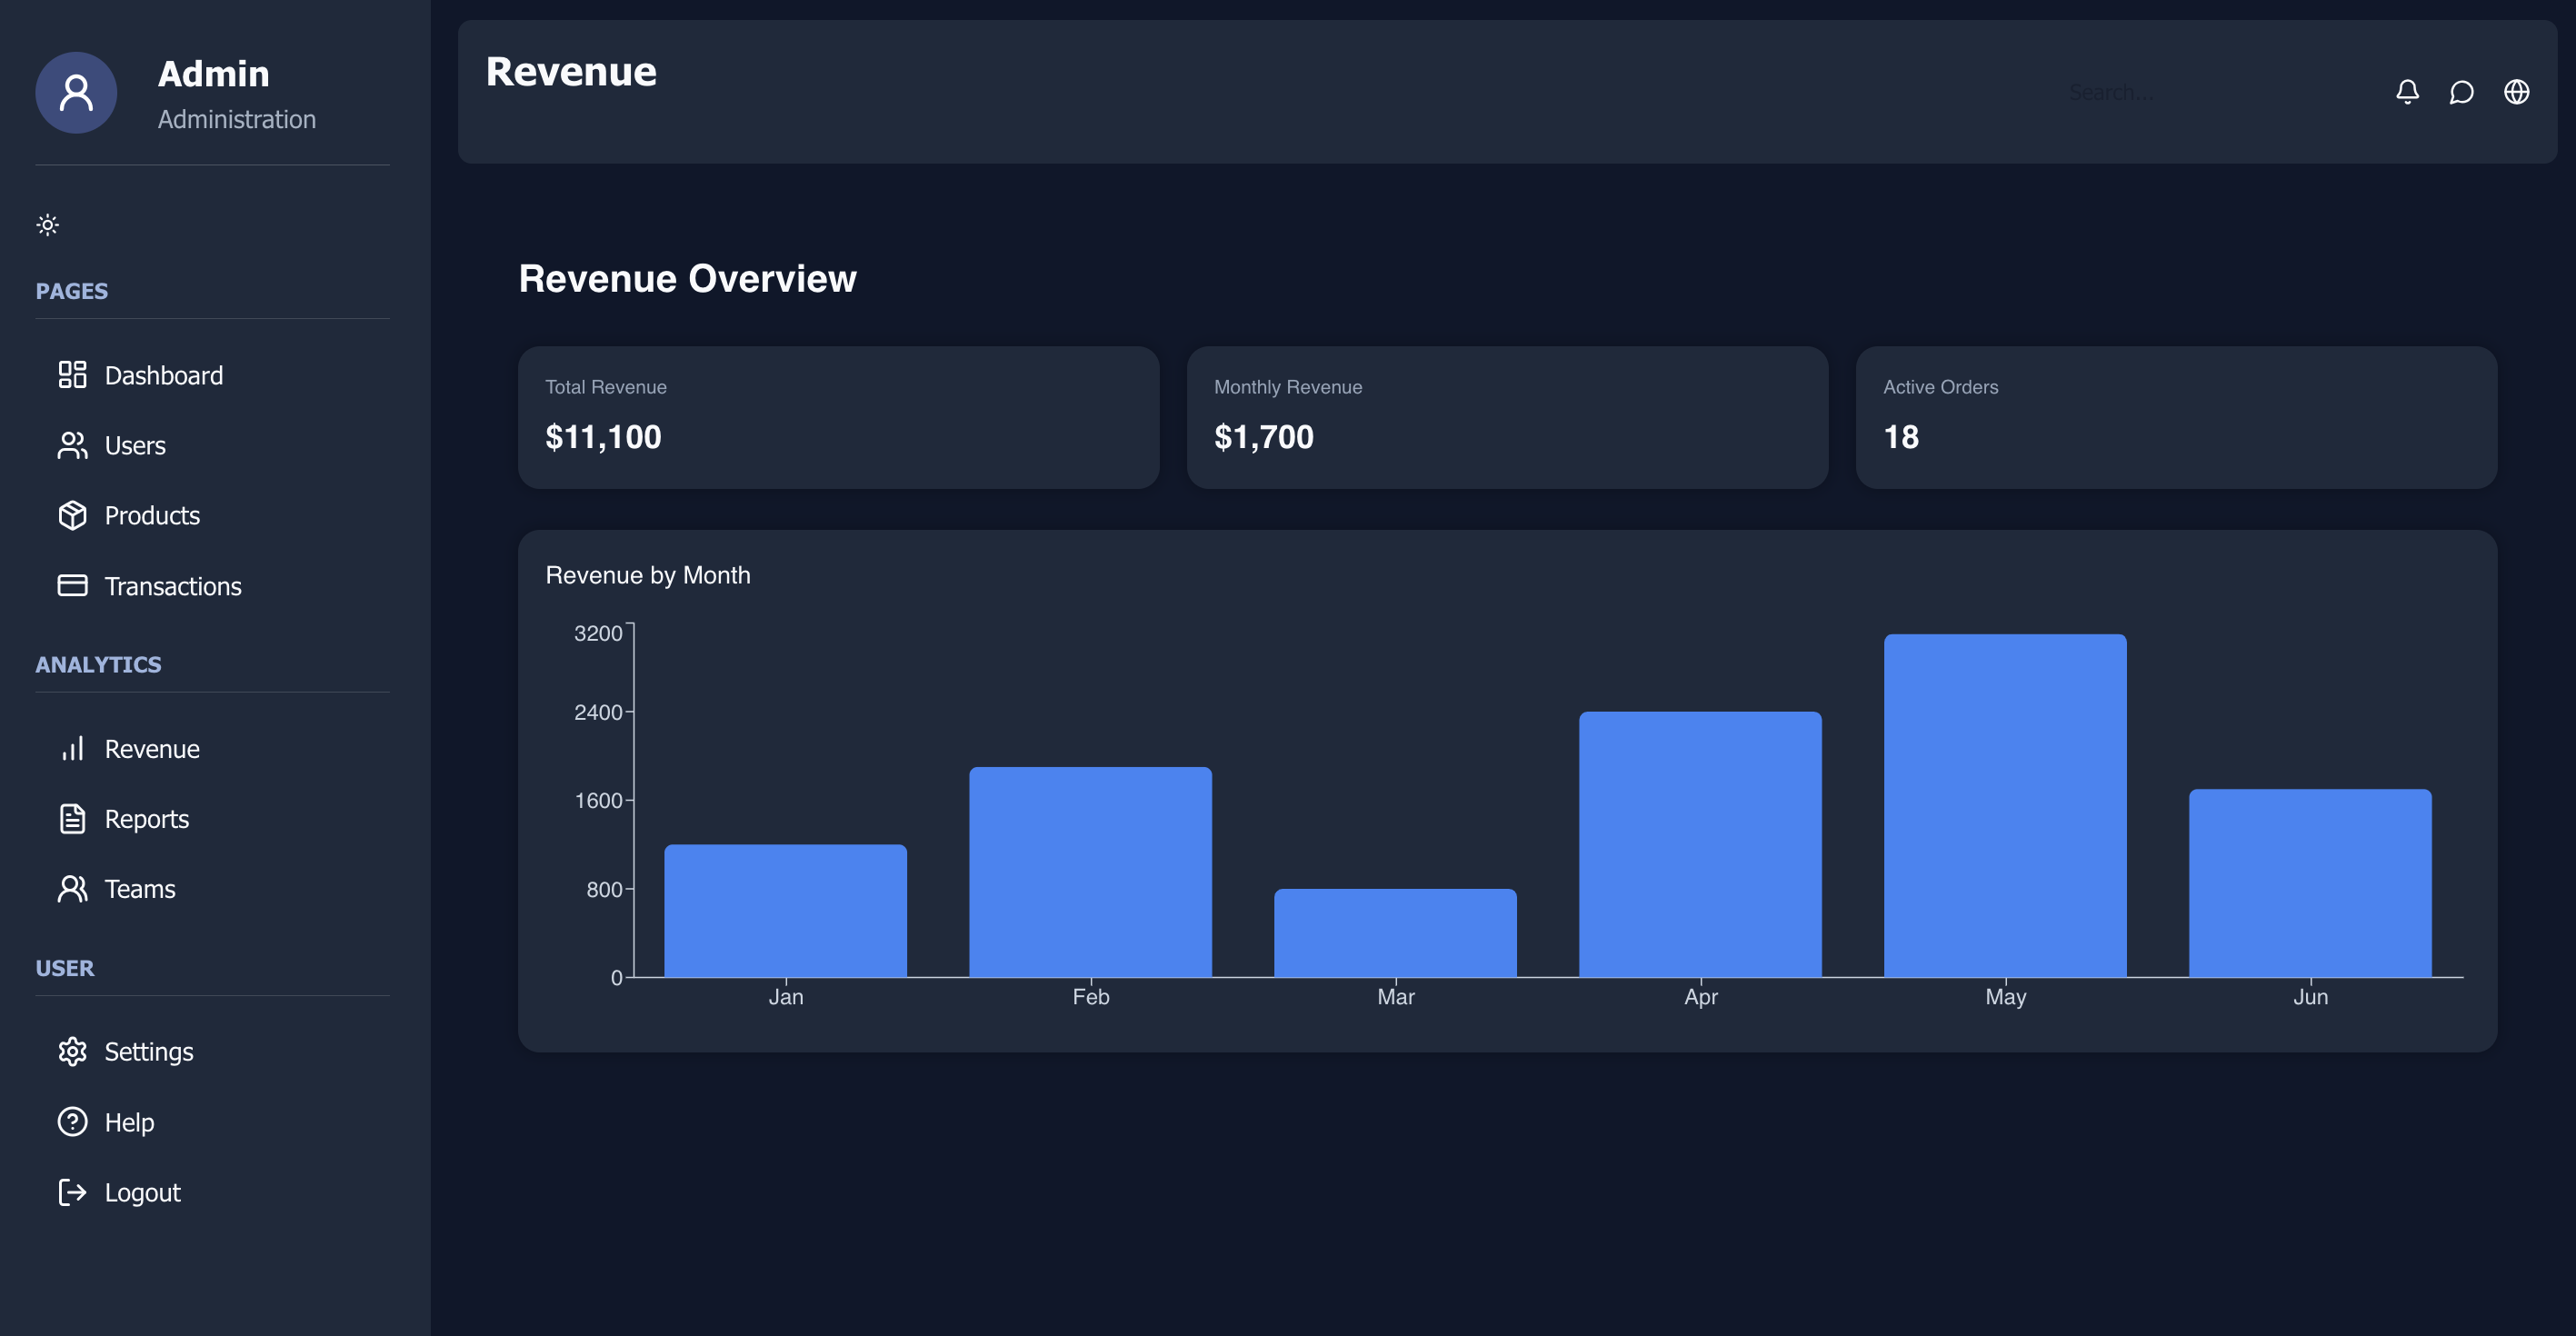 Admin
Administration
PAGES
Dashboard
Users
Products
Transactions
ANALYTICS
Revenue
Reports
Teams
USER
Settings
Help
Logout
Revenue
Search...
Revenue Overview
Total Revenue
$11,100
Monthly Revenue
$1,700
Active Orders
18
Revenue by Month
3200
2400
1600
800
0
Jan Feb Mar Apr May Jun